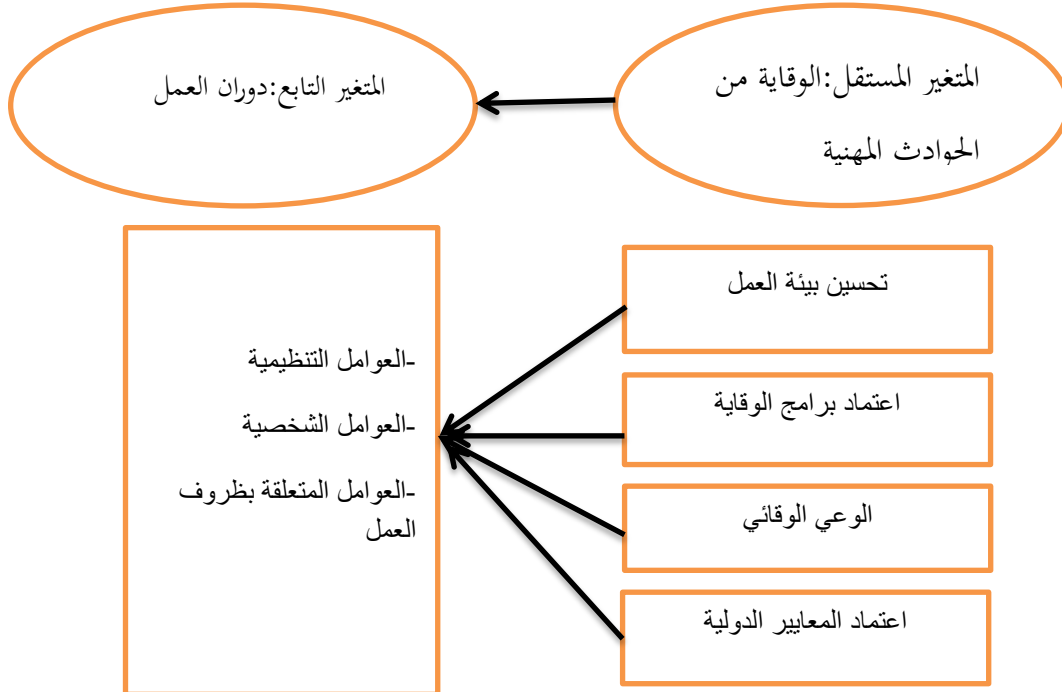 المتغير المستقل:الوقاية من
الحوادث المهنية
المتغير التابع:دوران العمل
تحسين بيئة العمل
اعتماد برامج الوقاية
الوعي الوقائي
اعتماد المعايير الدولية
-العوامل التنظيمية
-العوامل الشخصية
-العوامل المتعلقة بظروف
العمل